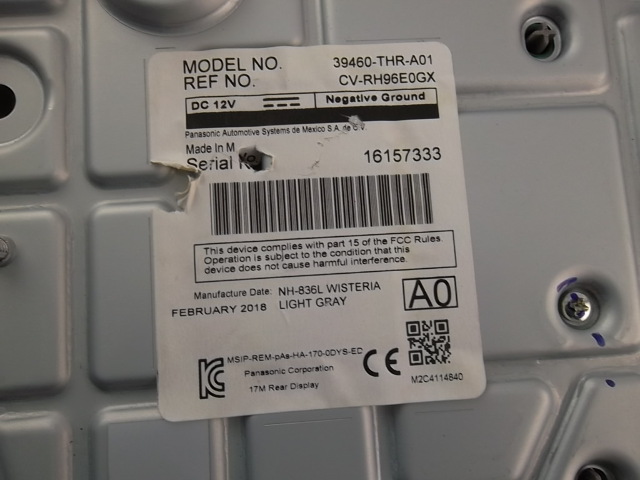 MODEL NO. 39460-THR-A01
REF NO. CV-RH96E0GX
DC 12V Negative Ground
Panasonic Automotive Systems de México S.A. de C.V.
Made in M
Serial 16157333
This device complies with part 15 of the FCC Rules.
Operation is subject to the condition that this
device does not cause harmful interference.
Manufacture Date: NH-836L WISTERIA
FEBRUARY 2018 LIGHT GRAY
A0
MSIP-REM-pAs-HA-170-0DYS-EC
Panasonic Corporation
17M Rear Display
CE
M2C4114840